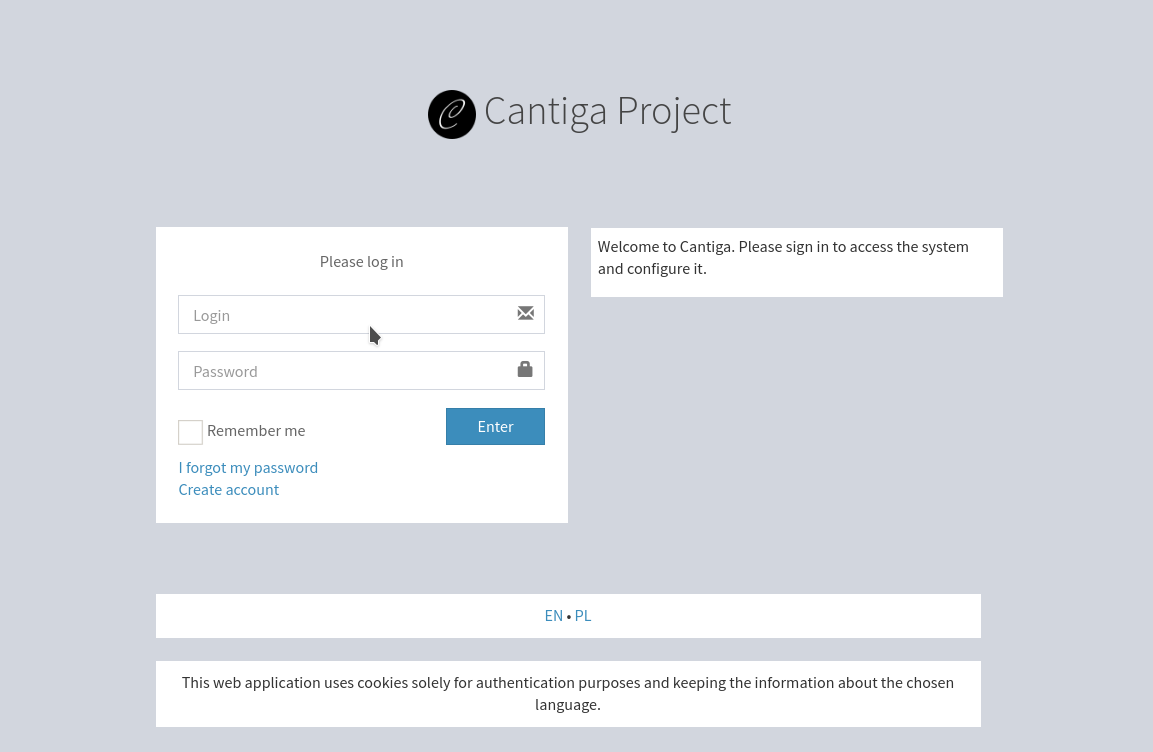 Cantiga Project
Please log in
Login
Password
Remember me
Enter
I forgot my password
Create account
Welcome to Cantiga. Please sign in to access the system
and configure it.
EN • PL
This web application uses cookies solely for authentication purposes and keeping the information about the chosen
language.